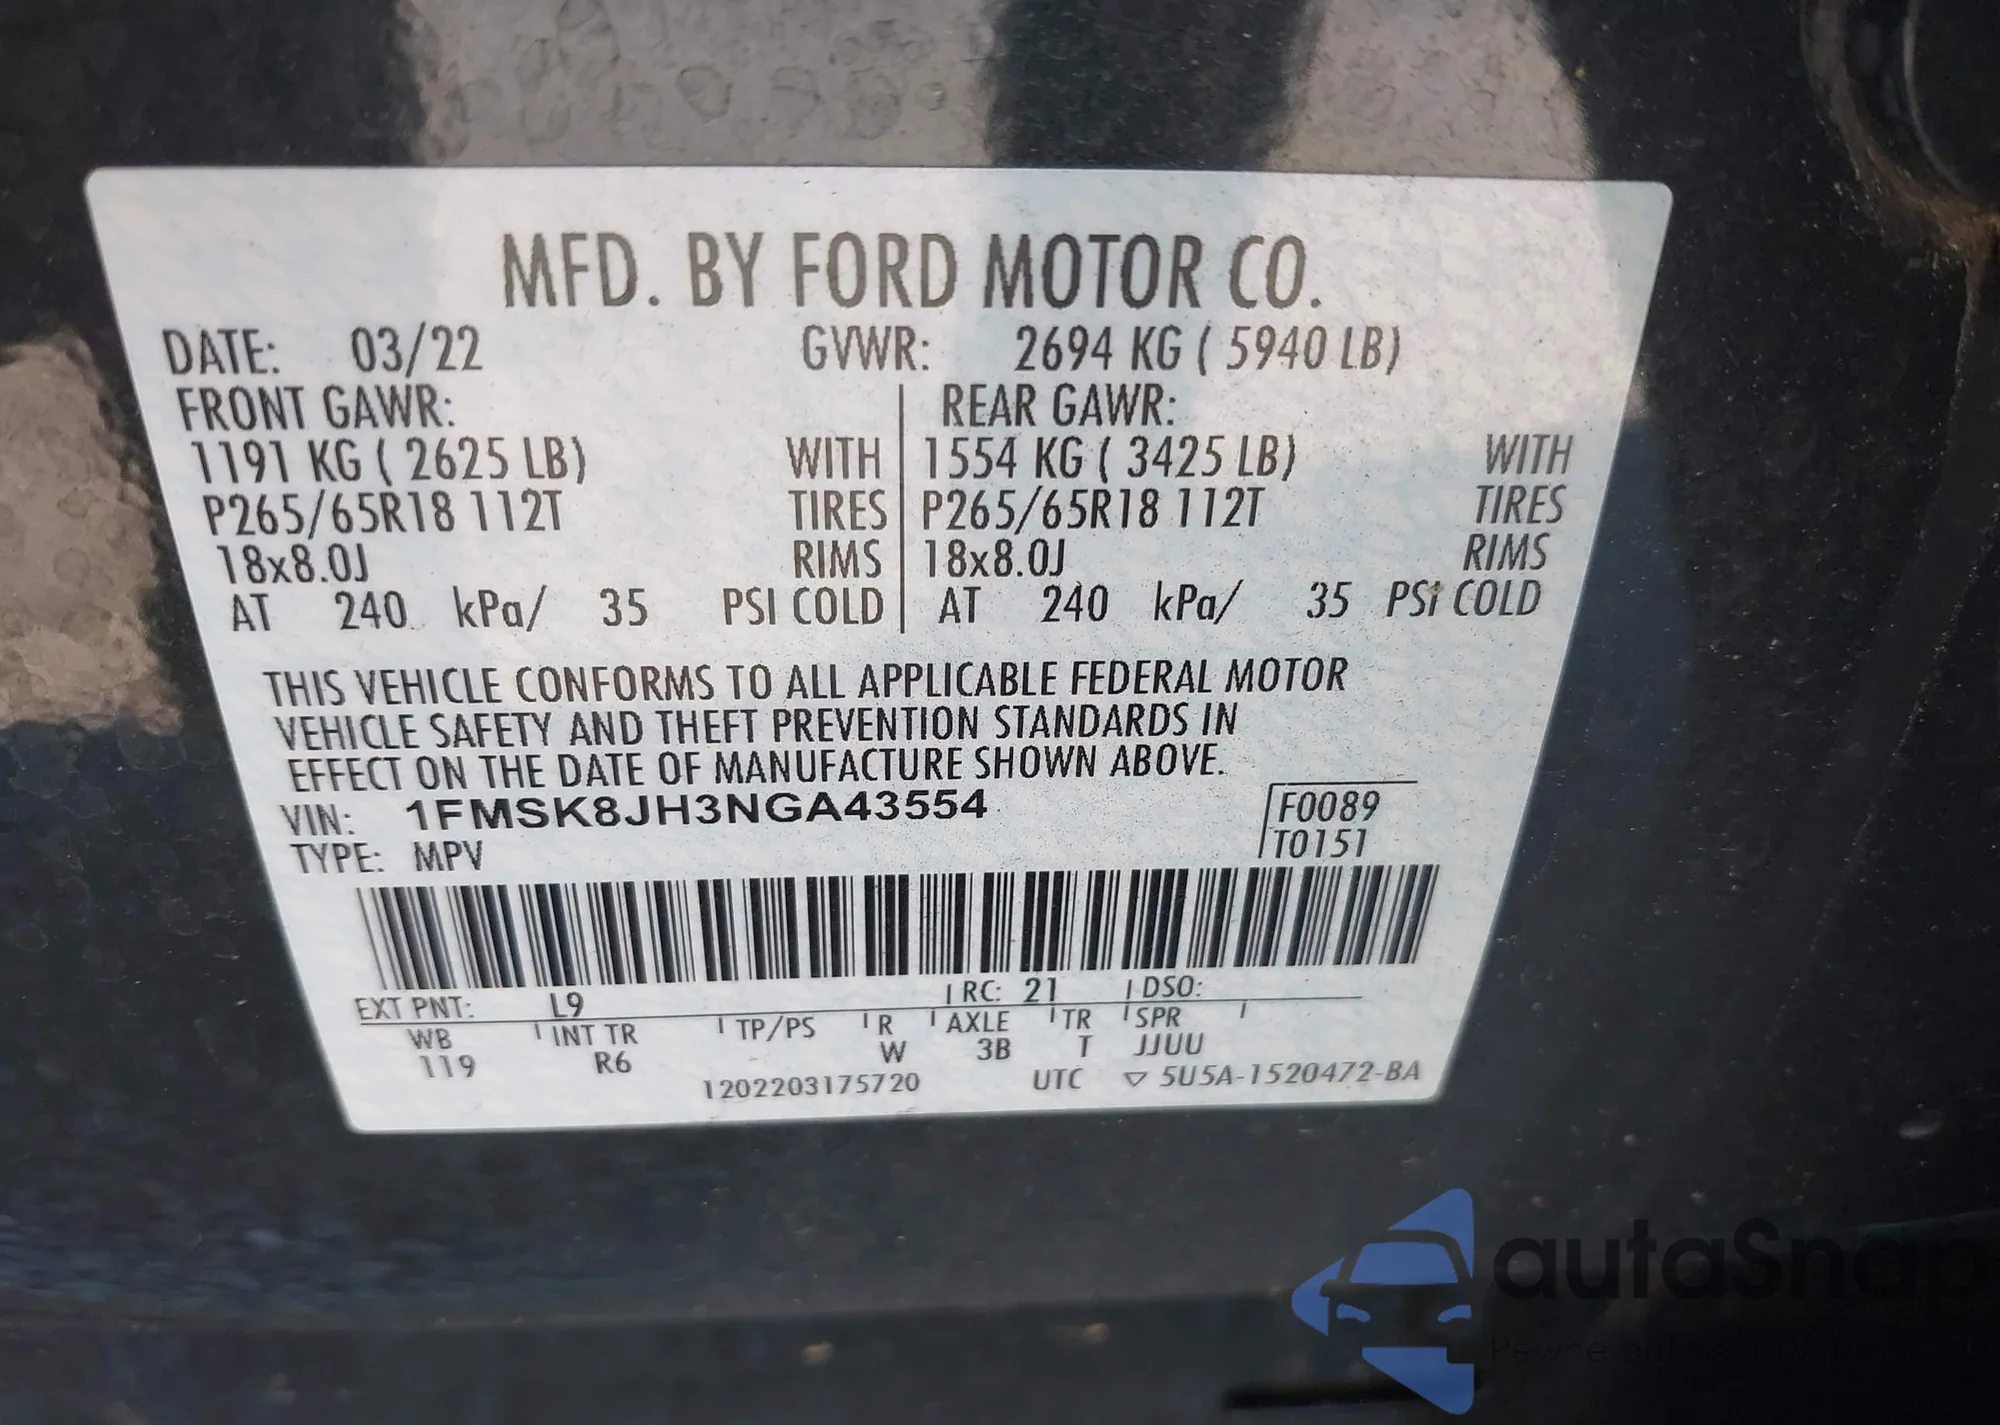 MFD. BY FORD MOTOR CO.
DATE: 03/22 GVWR: 2694 KG ( 5940 LB)
FRONT GAWR: REAR GAWR:
1191 KG ( 2625 LB) WITH 1554 KG ( 3425 LB) WITH
P265/65R18 112T TIRES P265/65R18 112T TIRES
18x8.0J RIMS 18x8.0J RIMS
AT 240 kPa/ 35 PSI COLD AT 240 kPa/ 35 PSI COLD
THIS VEHICLE CONFORMS TO ALL APPLICABLE FEDERAL MOTOR
VEHICLE SAFETY AND THEFT PREVENTION STANDARDS IN
EFFECT ON THE DATE OF MANUFACTURE SHOWN ABOVE.
VIN: 1FMSK8JH3NGA43554 F0089
TYPE: MPV T0151
EXT PNT: L9 RC: 21 DSO:
WB INT TR TP/PS R AXLE TR SPR
119 R6 W 3B T JJUU
1202203175720 UTC ▽ 5U5A-1520472-BA
autaSnap